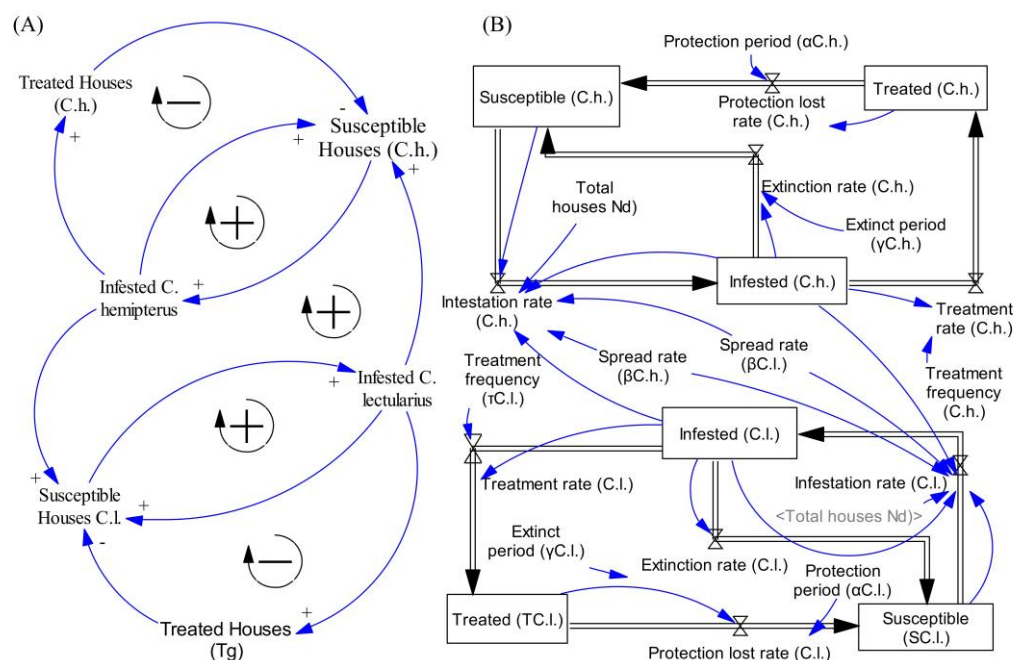 (A)
Treated Houses
(C.h.)
-
+
+
Susceptible
Houses (C.h.)
+
Infested C.
hemipterus
+
+
Infested C.
lectularius
+
Susceptible
Houses C.l.
+
-
+
Treated Houses
(Tg)
(B)
Protection period (αC.h.)
Susceptible (C.h.)
Treated (C.h.)
Protection lost
rate (C.h.)
Total
houses Nd)
Extinction rate (C.h.)
Extinct period
(γC.h.)
Infested (C.h.)
Intestation rate
(C.h.)
Treatment
rate (C.h.)
Treatment
frequency
(τC.l.)
Spread rate
(βC.h.)
Spread rate
(βC.l.)
Treatment
frequency
(C.h.)
Infested (C.l.)
Treatment rate (C.l.)
Infestation rate (C.l.)
<Total houses Nd)>
Extinct
period (γC.l.)
Extinction rate (C.l.)
Protection
period (αC.l.)
Treated (TC.l.)
Susceptible
(SC.l.)
Protection lost rate (C.l.)